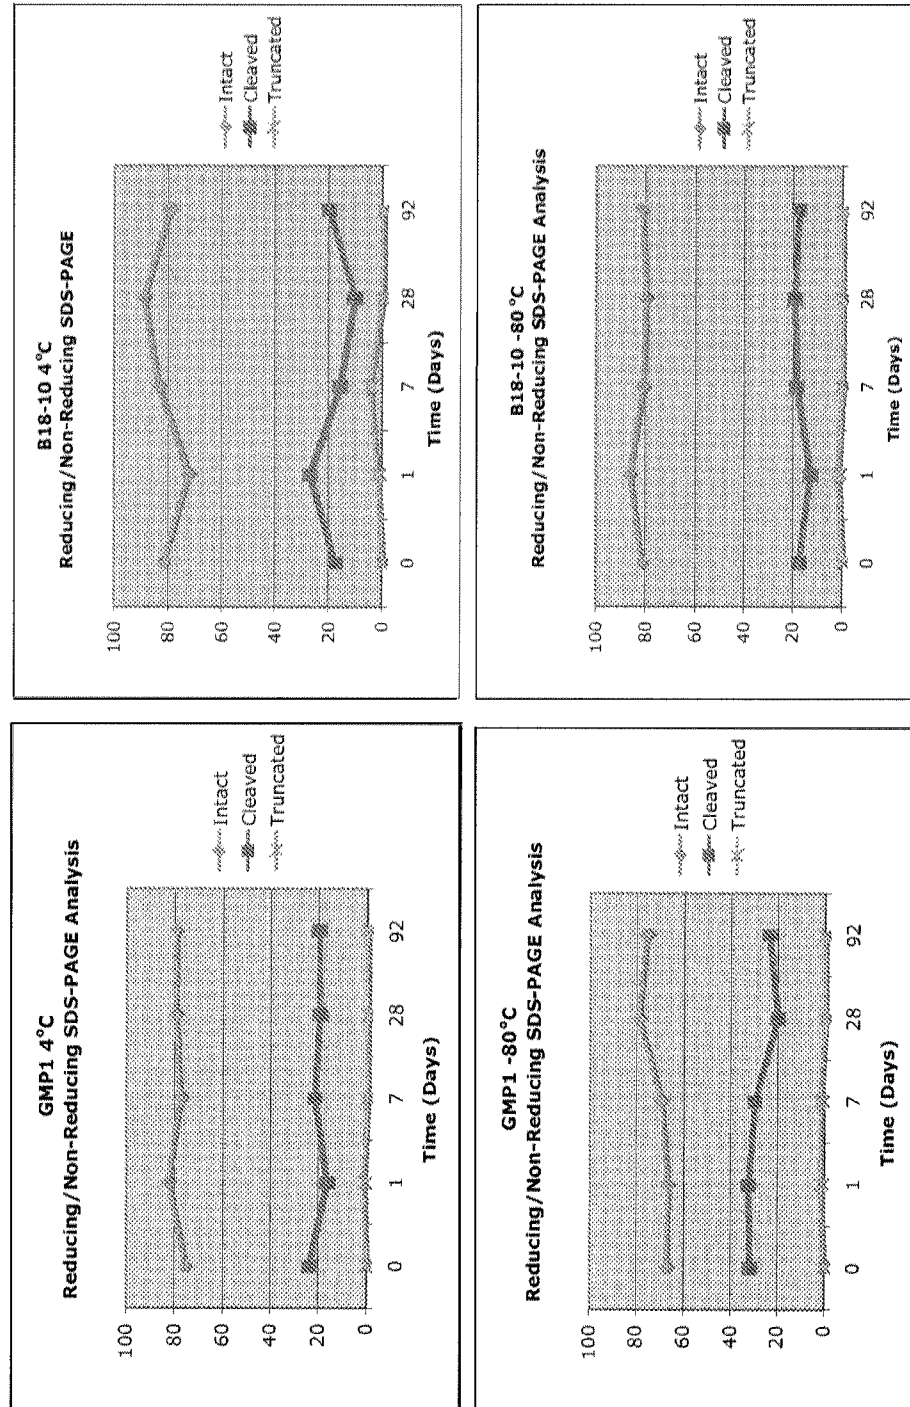 GMP1 4°C
Reducing/Non-Reducing SDS-PAGE Analysis
100
80
60
40
20
0
0
1
7
28
92
Time (Days)
Intact
Cleaved
Truncated
B18-10 4°C
Reducing/Non-Reducing SDS-PAGE
100
80
60
40
20
0
0
1
7
28
92
Time (Days)
Intact
Cleaved
Truncated
GMP1 -80°C
Reducing/Non-Reducing SDS-PAGE Analysis
100
80
60
40
20
0
0
1
7
28
92
Time (Days)
Intact
Cleaved
Truncated
B18-10 -80°C
Reducing/Non-Reducing SDS-PAGE Analysis
100
80
60
40
20
0
0
1
7
28
92
Time (Days)
Intact
Cleaved
Truncated